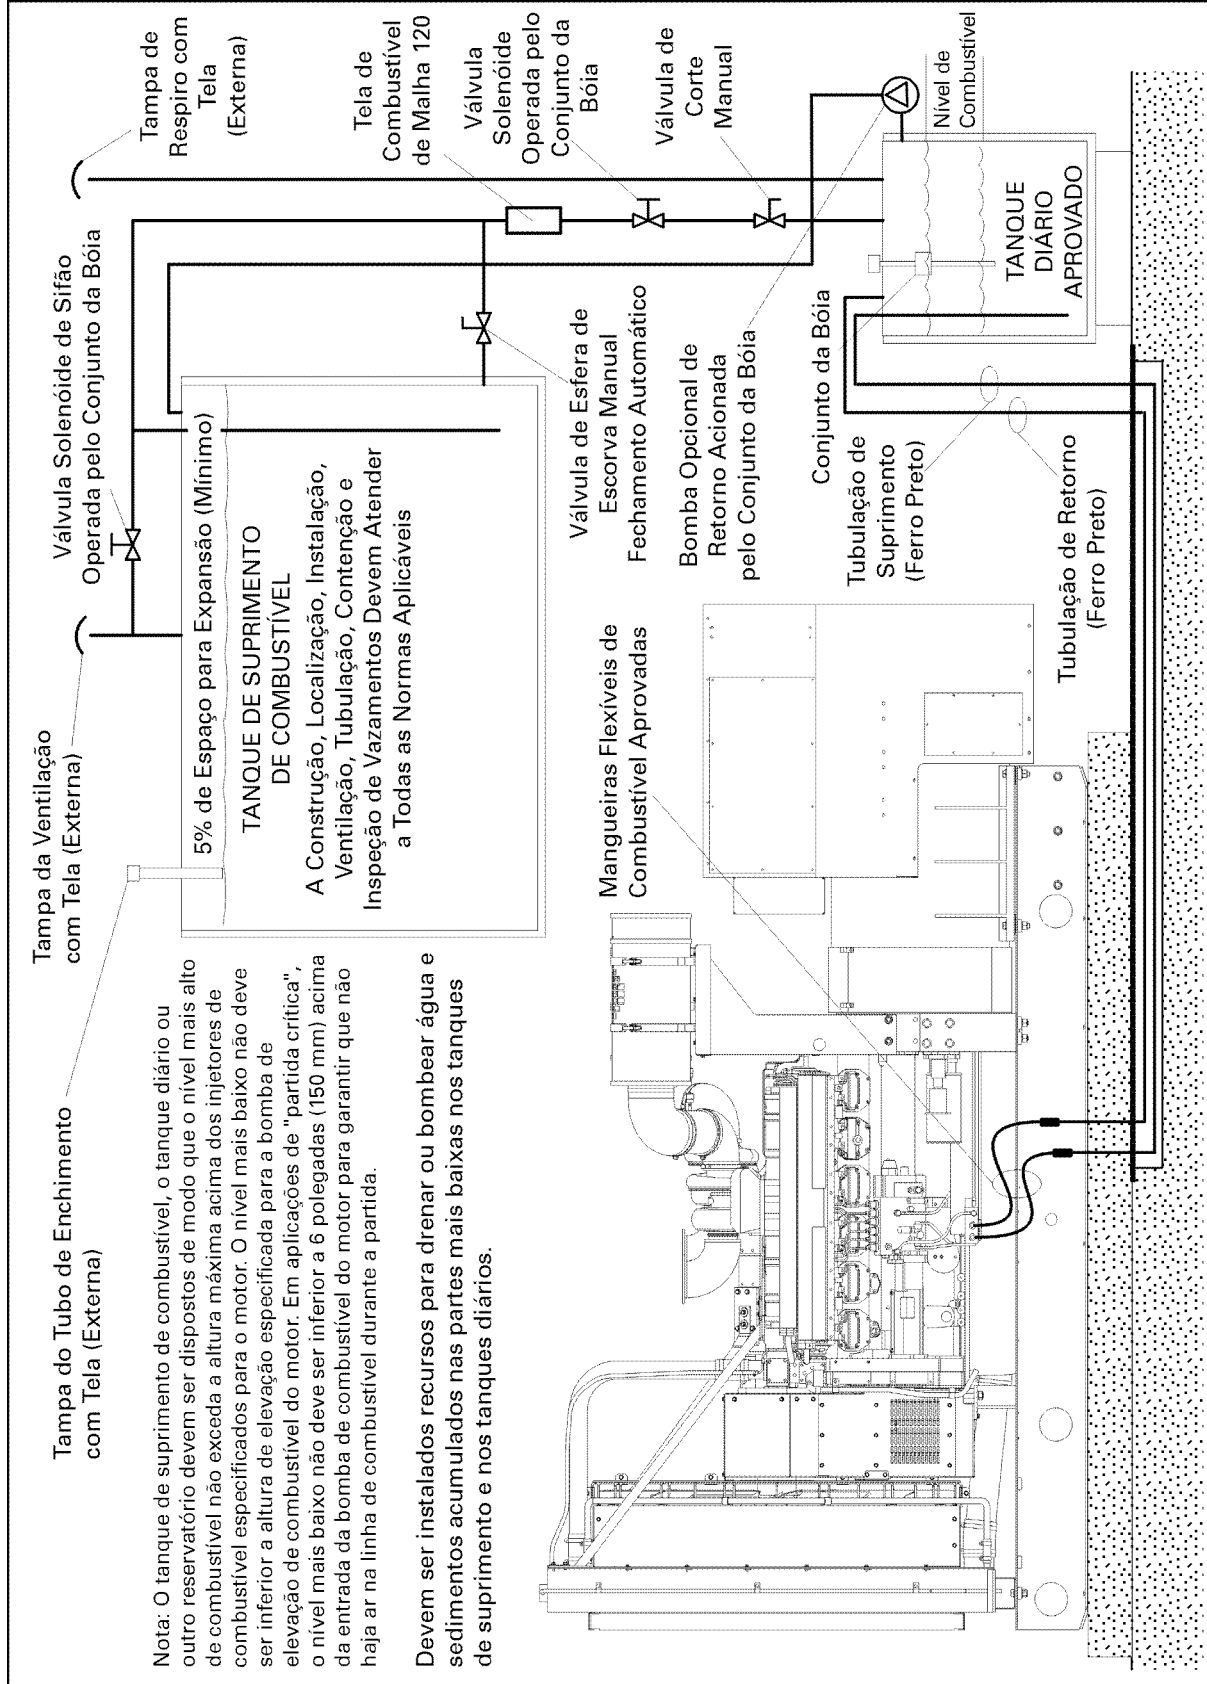 Tampa do Tubo de Enchimento
com Tela (Externa)
Tampa da Ventilação
com Tela (Externa)
Válvula Solenóide de Sifão
Operada pelo Conjunto da Bóia
Tampa de
Respiro com
Tela
(Externa)
Nota: O tanque de suprimento de combustível, o tanque diário ou
outro reservatório devem ser dispostos de modo que o nível mais alto
de combustível não exceda a altura máxima acima dos injetores de
combustível especificados para o motor. O nível mais baixo não deve
ser inferior a altura de elevação especificada para a bomba de
elevação de combustível do motor. Em aplicações de "partida crítica",
o nível mais baixo não deve ser inferior a 6 polegadas (150 mm) acima
da entrada da bomba de combustível do motor para garantir que não
haja ar na linha de combustível durante a partida.
Devem ser instalados recursos para drenar ou bombear água e
sedimentos acumulados nas partes mais baixas nos tanques
de suprimento e nos tanques diários.
5% de Espaço para Expansão (Mínimo)
TANQUE DE SUPRIMENTO
DE COMBUSTÍVEL
A Construção, Localização, Instalação,
Ventilação, Tubulação, Contenção e
Inspeção de Vazamentos Devem Atender
a Todas as Normas Aplicáveis
Tela de
Combustível
de Malha 120
Válvula
Solenóide
Operada pelo
Conjunto da
Bóia
Válvula de
Corte
Manual
Válvula de Esfera de
Escorva Manual
Fechamento Automático
Bomba Opcional de
Retorno Acionada
pelo Conjunto da Bóia
Mangueiras Flexíveis de
Combustível Aprovadas
Conjunto da Bóia
Tubulação de
Suprimento
(Ferro Preto)
Nível de
Combustível
TANQUE
DIÁRIO
APROVADO
Tubulação de Retorno
(Ferro Preto)